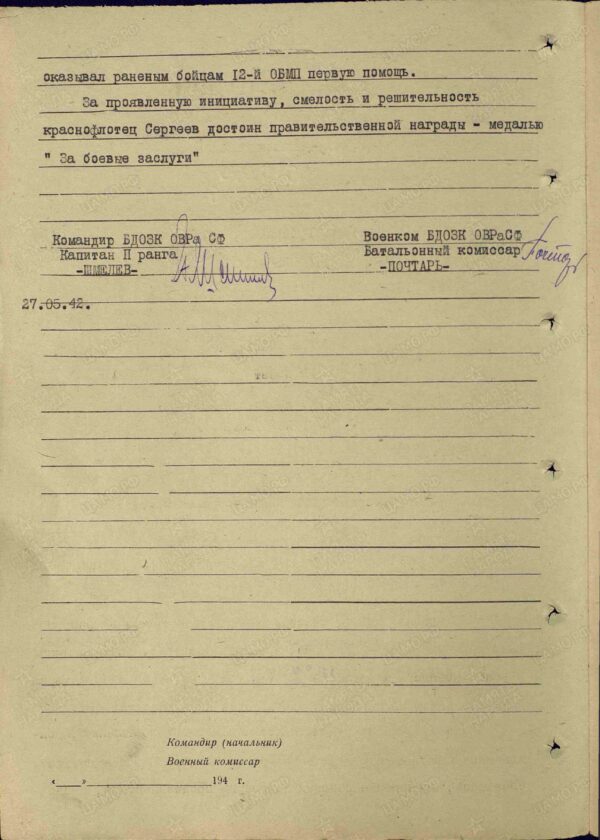 оказывал раненым бойцам 12-й ОБМП первую помощь.
За проявленную инициативу, смелость и решительность
краснофлотец Сергеев достоин правительственной награды - медалью
" За боевые заслуги"
Командир БДОЗК ОВРа СФ
Капитан II ранга
-ШМЕЛЕВ-
Военком БДОЗК ОВРаСФ
Батальонный комиссар
-ПОЧТАРЬ-
27.05.42.
Командир (начальник)
Военный комиссар
«____»____________________194 г.